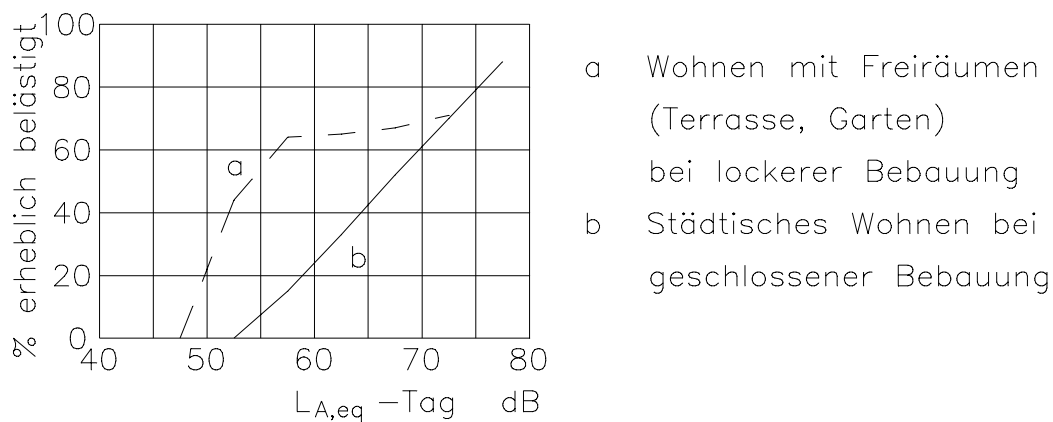 % erheblich belästigt
100
80
60
40
20
0
40 50 60 70 80
L A,eq –Tag dB
a
b
a Wohnen mit Freiräumen
(Terrasse, Garten)
bei lockerer Bebauung
b Städtisches Wohnen bei
geschlossener Bebauung